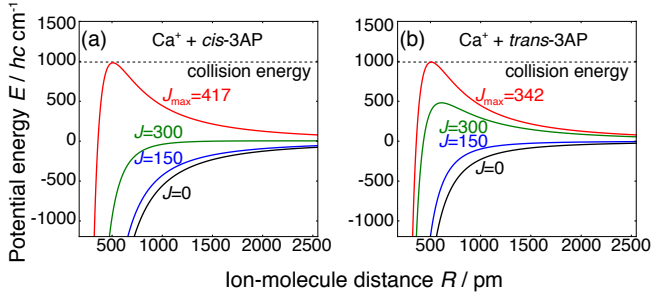 (a) Ca⁺ + cis-3AP
collision energy
Jmax=417
J=300
J=150
J=0
(b) Ca⁺ + trans-3AP
collision energy
Jmax=342
J=300
J=150
J=0
Potential energy E / hc cm⁻¹
1000
500
0
-500
-1000
1000
500
0
-500
-1000
500 1000 1500 2000 2500
500 1000 1500 2000 2500
Ion-molecule distance R / pm